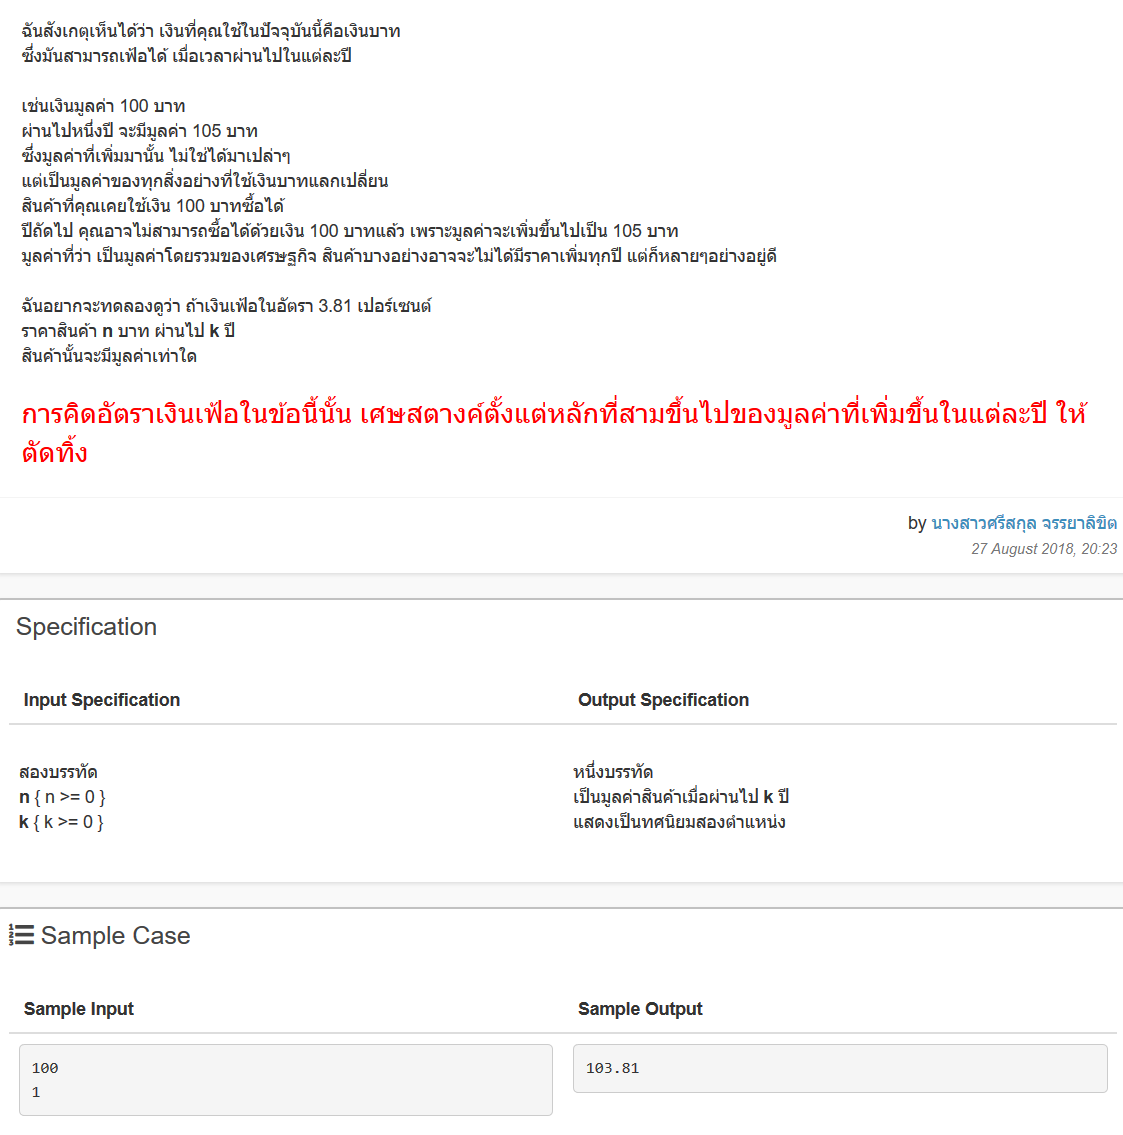 ฉันสังเกตุเห็นได้ว่า เงินที่คุณใช้ในปัจจุบันนี้คือเงินบาท
ซึ่งมันสามารถเฟ้อได้ เมื่อเวลาผ่านไปในแต่ละปี
เช่นเงินมูลค่า 100 บาท
ผ่านไปหนึ่งปี จะมีมูลค่า 105 บาท
ซึ่งมูลค่าที่เพิ่มมานั้น ไม่ใช่ได้มาเปล่าๆ
แต่เป็นมูลค่าของทุกสิ่งอย่างที่ใช้เงินบาทแลกเปลี่ยน
สินค้าที่คุณเคยใช้เงิน 100 บาทซื้อได้
ปีถัดไป คุณอาจไม่สามารถซื้อได้ด้วยเงิน 100 บาทแล้ว เพราะมูลค่าจะเพิ่มขึ้นไปเป็น 105 บาท
มูลค่าที่ว่า เป็นมูลค่าโดยรวมของเศรษฐกิจ สินค้าบางอย่างอาจจะไม่ได้มีราคาเพิ่มทุกปี แต่ก็หลายๆอย่างอยู่ดี
ฉันอยากจะทดลองดูว่า ถ้าเงินเฟ้อในอัตรา 3.81 เปอร์เซนต์
ราคาสินค้า n บาท ผ่านไป k ปี
สินค้านั้นจะมีมูลค่าเท่าใด
การคิดอัตราเงินเฟ้อในข้อนี้นั้น เศษสตางค์ตั้งแต่หลักที่สามขึ้นไปของมูลค่าที่เพิ่มขึ้นในแต่ละปี ให้
ตัดทิ้ง
by นางสาวศรีสกุล จรรยาลิขิต
27 August 2018, 20:23
Specification
Input Specification
Output Specification
สองบรรทัด
n { n >= 0 }
k { k >= 0 }
หนึ่งบรรทัด
เป็นมูลค่าสินค้าเมื่อผ่านไป k ปี
แสดงเป็นทศนิยมสองตำแหน่ง
Sample Case
Sample Input
Sample Output
100
1
103.81